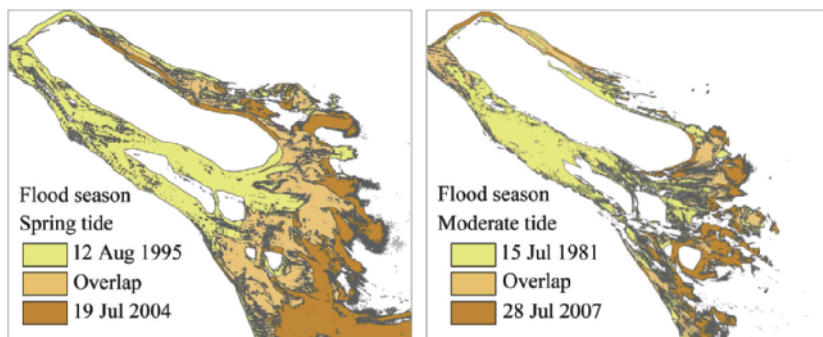 Flood season
Spring tide
12 Aug 1995
Overlap
19 Jul 2004
Flood season
Moderate tide
15 Jul 1981
Overlap
28 Jul 2007